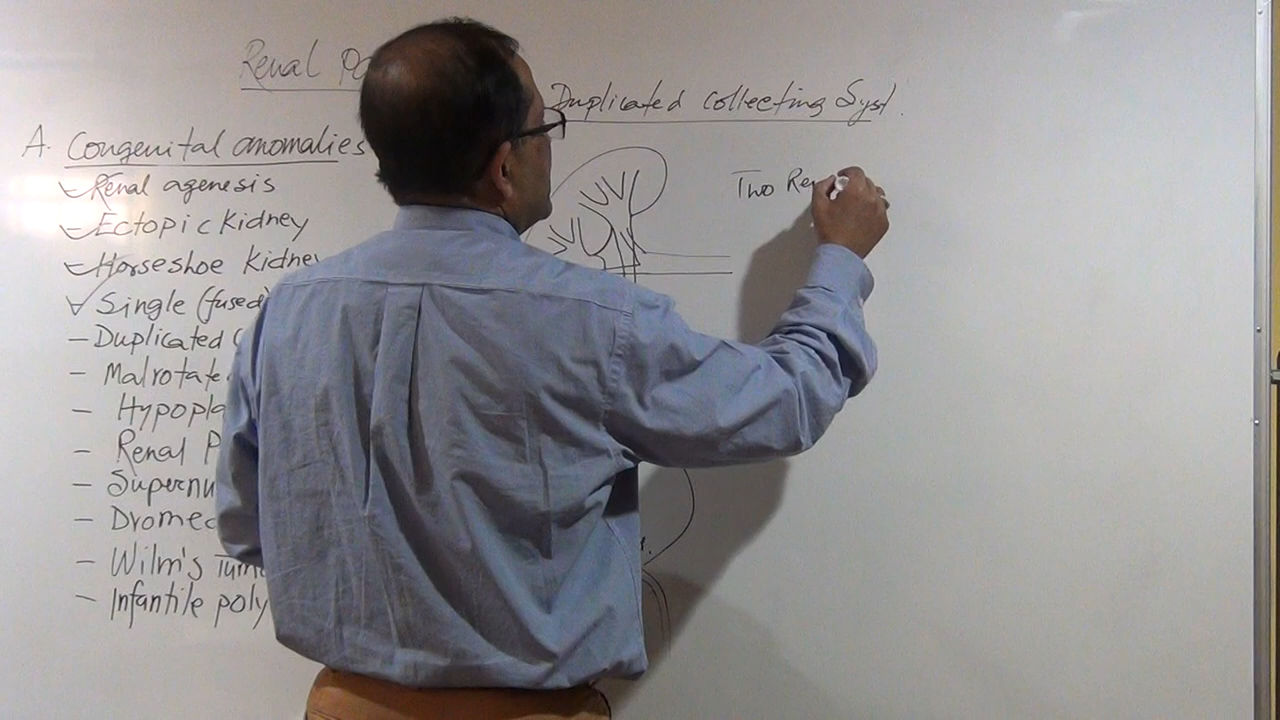 Renal
Duplicated Collecting Syst.
A. Congenital anomalies
Renal agenesis
Ectopic Kidney
Horseshoe Kidney
Single (fused)
Two Re
- Duplicated C
- Malrotate
- Hypopla
- Renal P
- Supernu
- Dromed
- Wilm's Tum
- Infantile poly